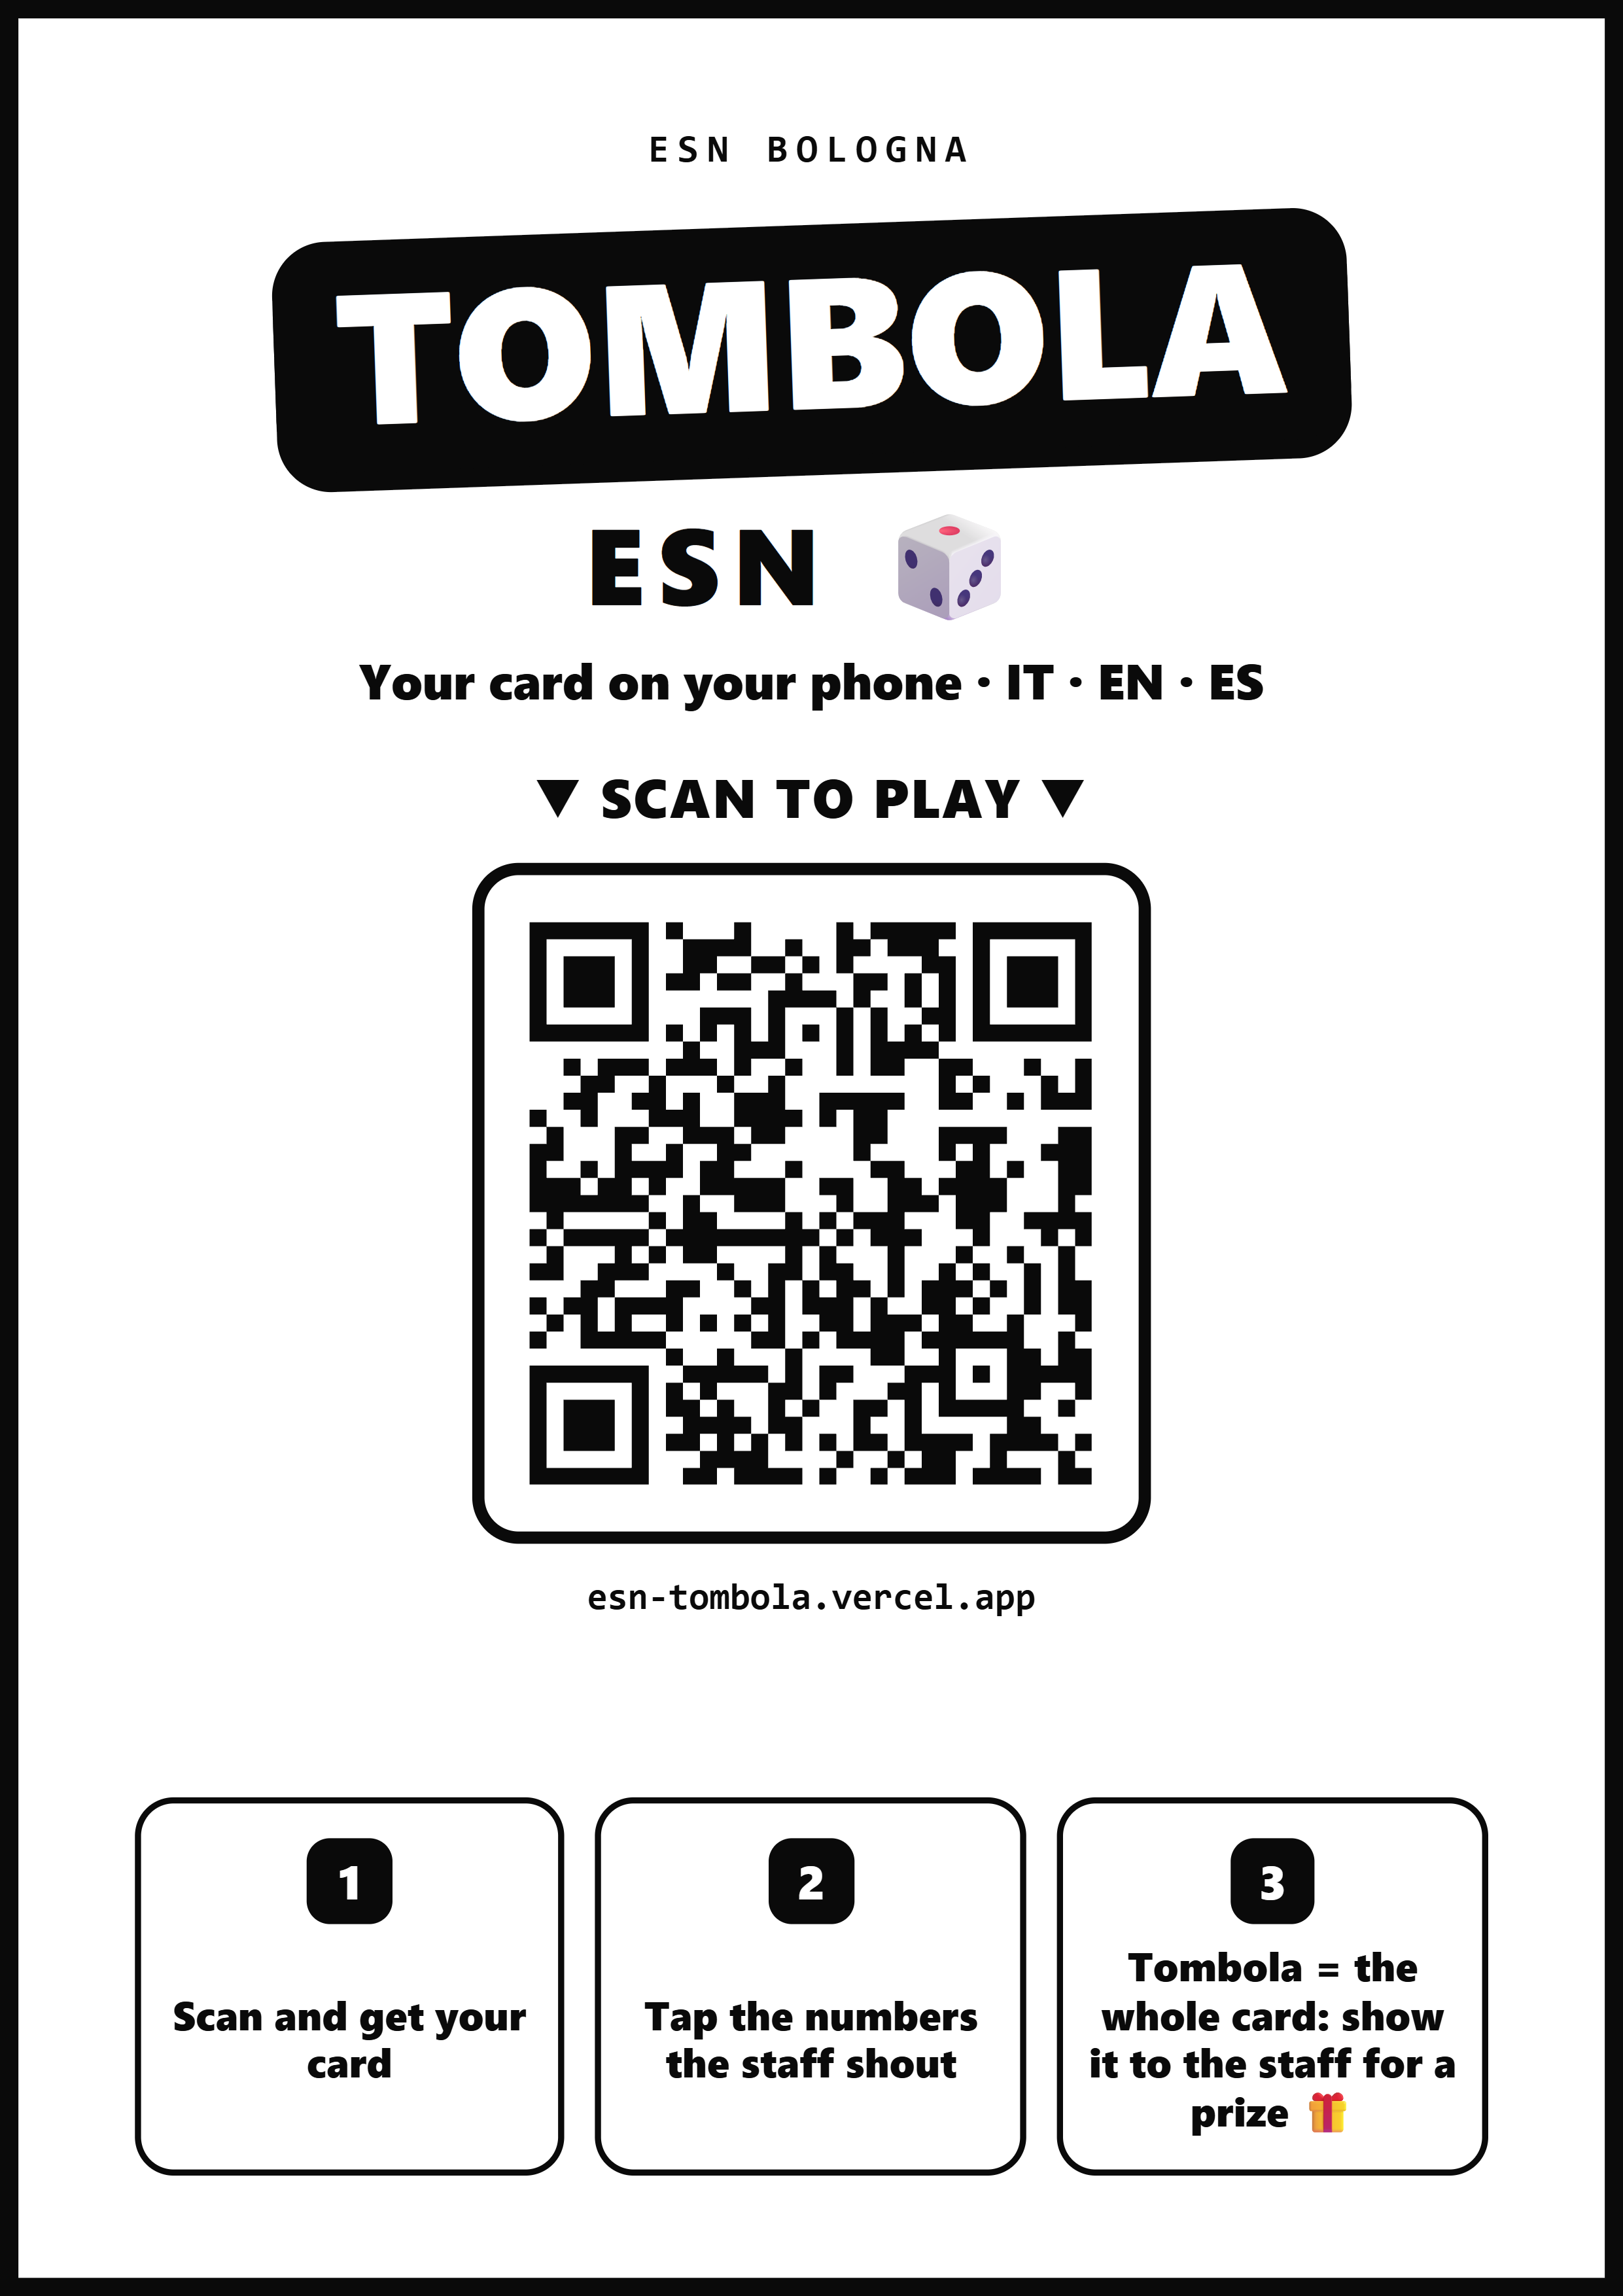 ESN BOLOGNA
TOMBOLA
ESN 🎲
Your card on your phone · IT · EN · ES
▼ SCAN TO PLAY ▼
esn-tombola.vercel.app
1
Scan and get your
card
2
Tap the numbers
the staff shout
3
Tombola = the
whole card: show
it to the staff for a
prize 🎁